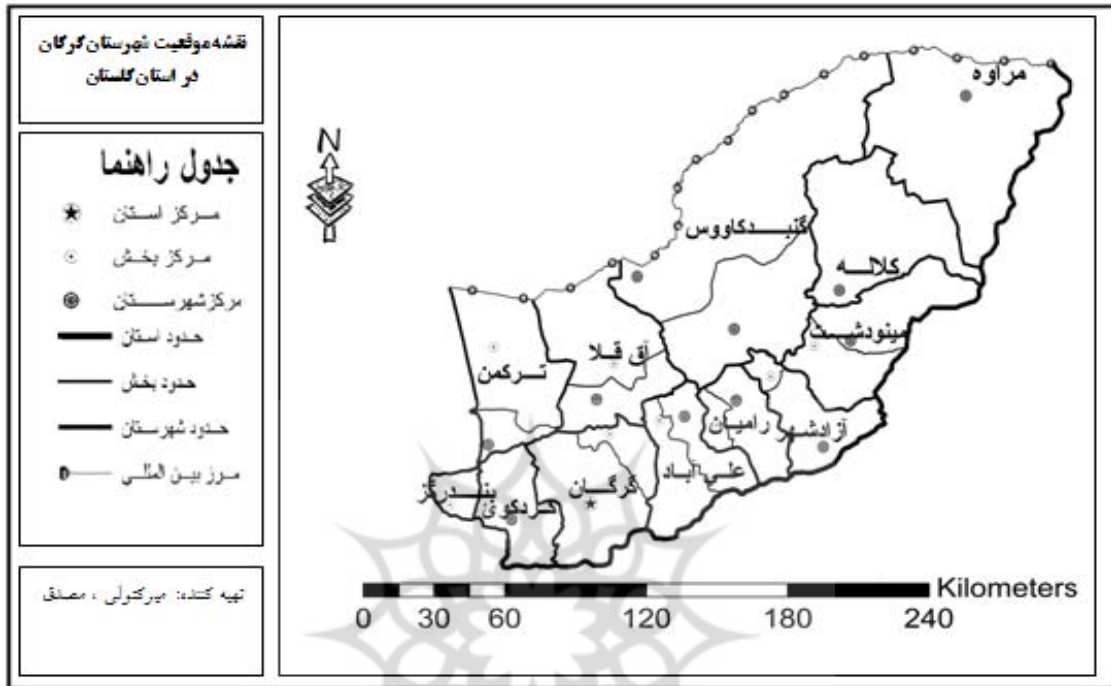 نقشه موقعیت شهرستان گرگان
در استان گلستان
جدول راهنما
مرکز استان
مرکز بخش
مرکز شهرستان
حدود استان
حدود بخش
حدود شهرستان
مرز بین المللی
تهیه کننده: میرکتولی ، مصدق
N
مراوه
گنبدکاووس
کلاله
مینودشت
آق قلا
ترکمن
آزادشهر
رامیان
علی آباد
گرگان
کردکوی
بندرگز
Kilometers
0 30 60 120 180 240